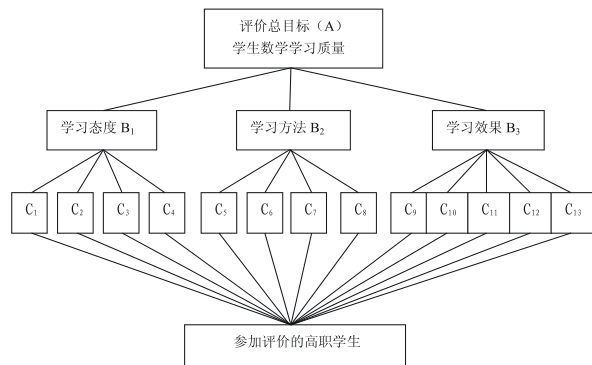 评价总目标（A）
学生数学学习质量
学习态度 B₁
学习方法 B₂
学习效果 B₃
C₁ C₂ C₃ C₄ C₅ C₆ C₇ C₈ C₉ C₁₀ C₁₁ C₁₂ C₁₃
参加评价的高职学生